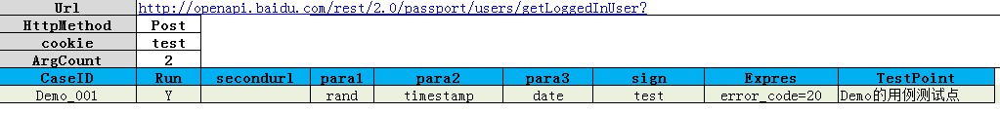 Url http://openapi.baidu.com/rest/2.0/passport/users/getLoggedInUser?
HttpMethod Post
cookie test
ArgCount 2
CaseID Run secondurl para1 para2 para3 sign Expres TestPoint
Demo_001 Y rand timestamp date test error_code=20 Demo的用例测试点